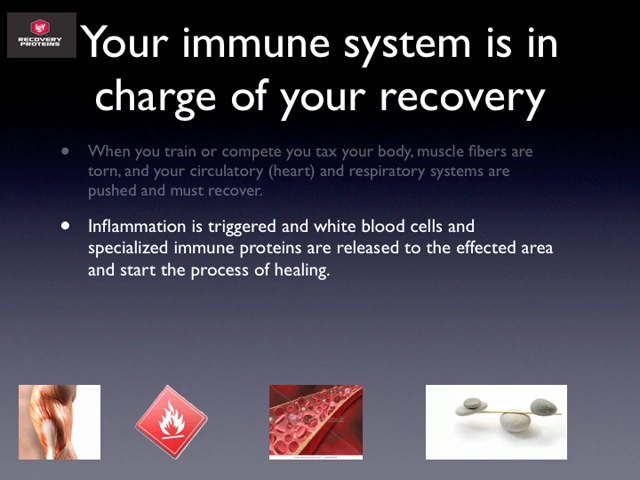 IgY
RECOVERY
PROTEINS
Your immune system is in
charge of your recovery
• When you train or compete you tax your body, muscle fibers are
torn, and your circulatory (heart) and respiratory systems are
pushed and must recover.
• Inflammation is triggered and white blood cells and
specialized immune proteins are released to the effected area
and start the process of healing.